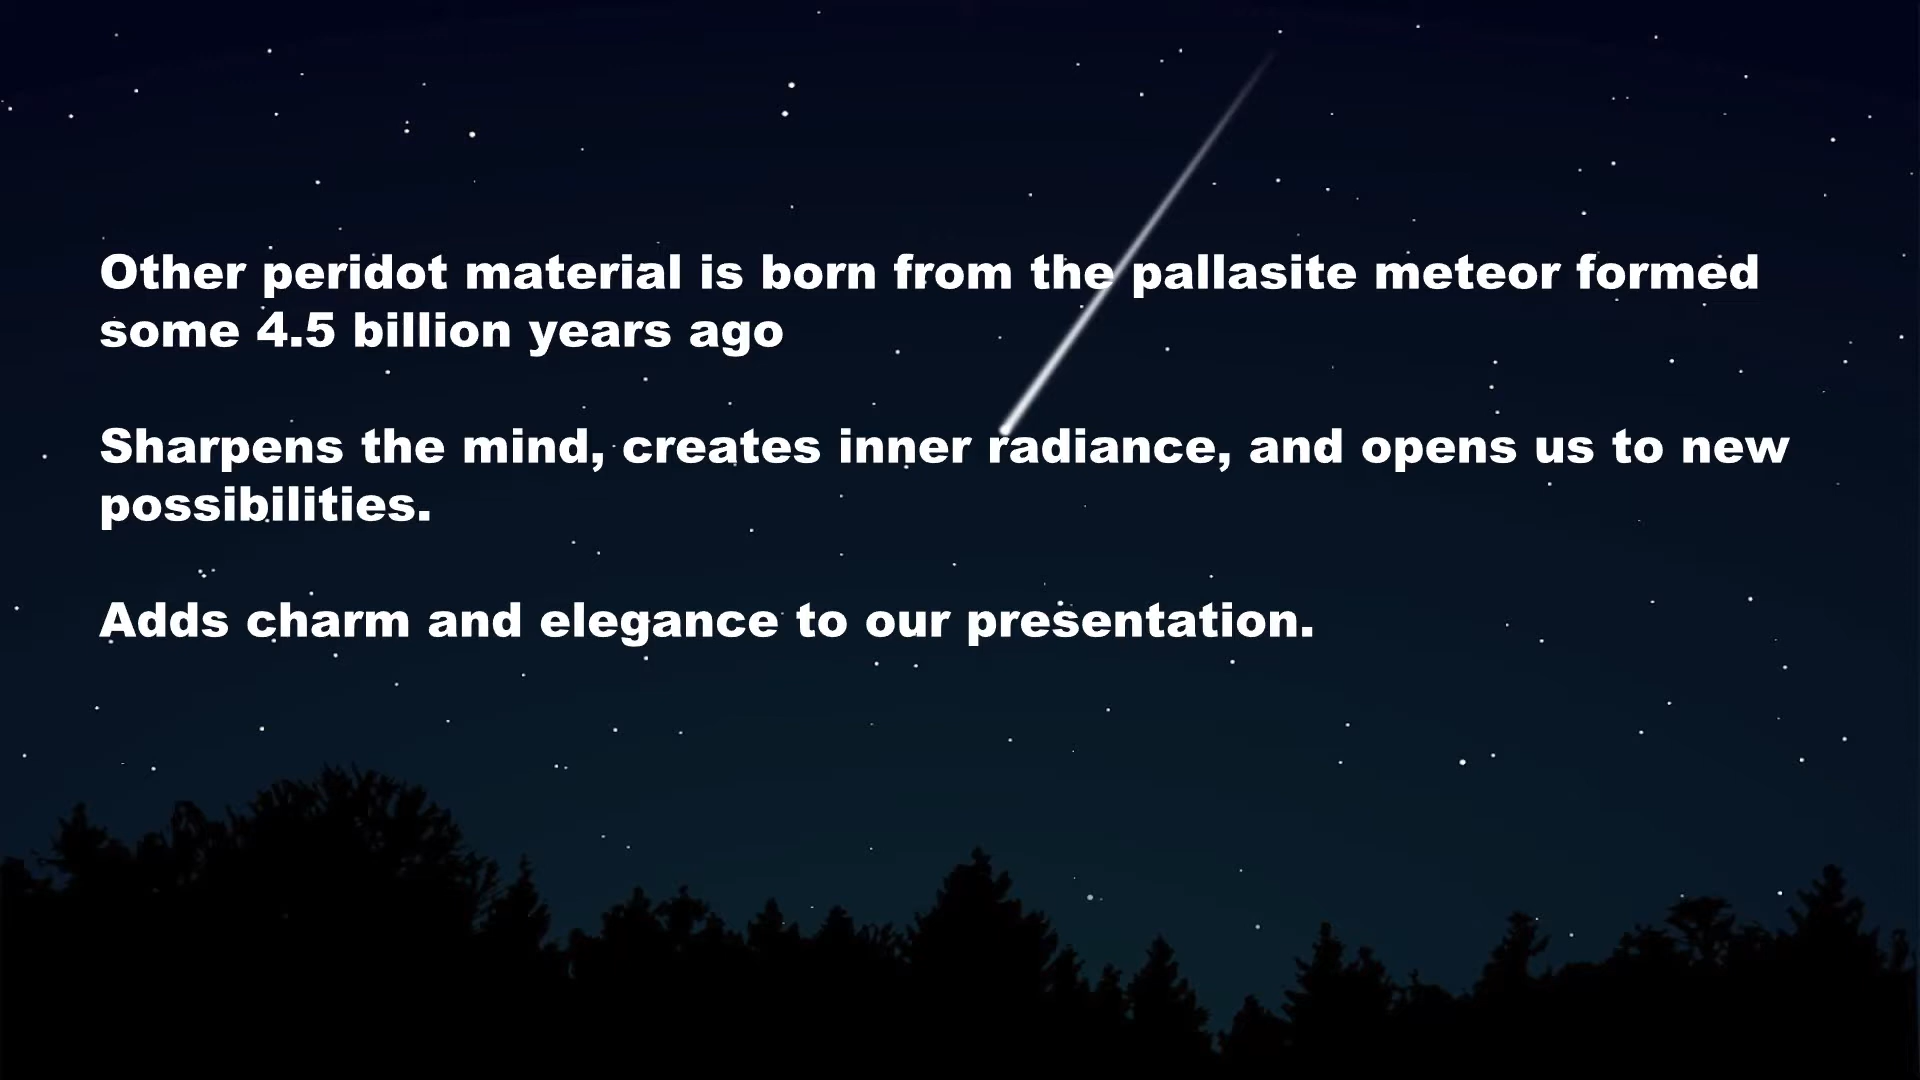 Other peridot material is born from the pallasite meteor formed
some 4.5 billion years ago
Sharpens the mind, creates inner radiance, and opens us to new
possibilities.
Adds charm and elegance to our presentation.